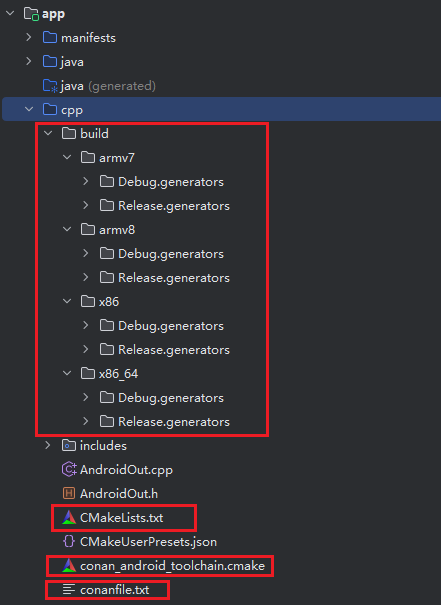 app
manifests
java
java (generated)
cpp
build
armv7
Debug.generators
Release.generators
armv8
Debug.generators
Release.generators
x86
Debug.generators
Release.generators
x86_64
Debug.generators
Release.generators
includes
AndroidOut.cpp
H AndroidOut.h
CMakeLists.txt
{} CMakeUserPresets.json
conan_android_toolchain.cmake
conanfile.txt